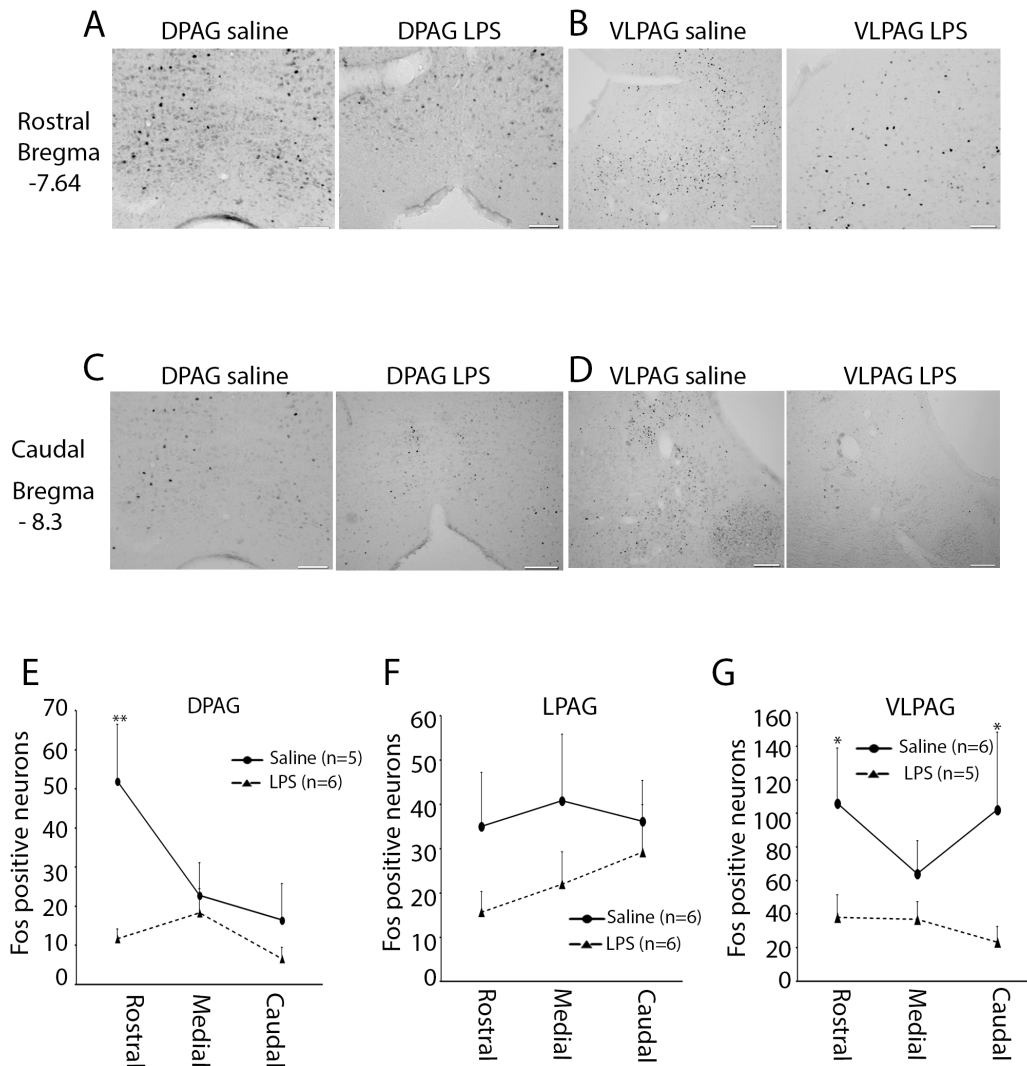 A
DPAG saline
DPAG LPS
B
VLPAG saline
VLPAG LPS
Rostral
Bregma
-7.64
C
DPAG saline
DPAG LPS
D
VLPAG saline
VLPAG LPS
Caudal
Bregma
- 8.3
E
DPAG
Fos positive neurons
70
60
50
40
30
20
10
0
**
Saline (n=5)
LPS (n=6)
Rostral
Medial
Caudal
F
LPAG
Fos positive neurons
60
50
40
30
20
10
0
Saline (n=6)
LPS (n=6)
Rostral
Medial
Caudal
G
VLPAG
Fos positive neurons
160
140
120
100
80
60
40
20
0
*
*
Saline (n=6)
LPS (n=5)
Rostral
Medial
Caudal